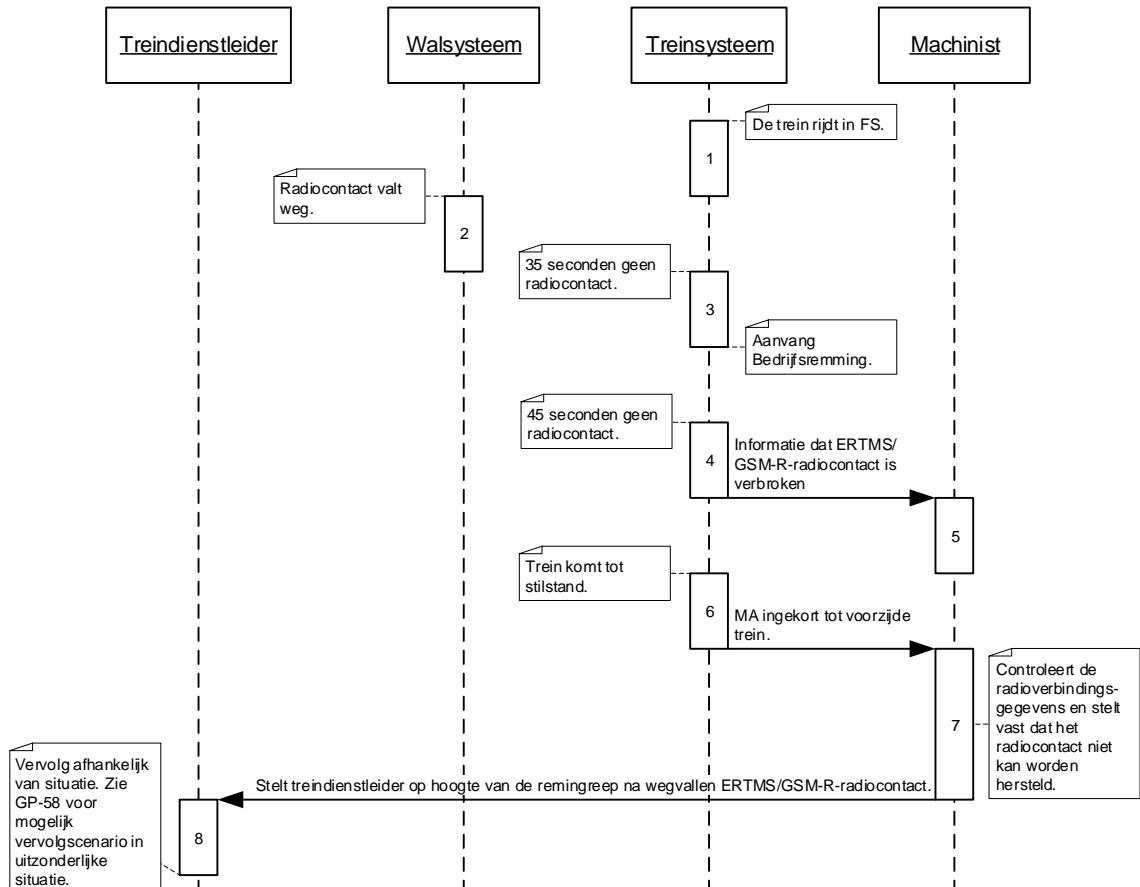 Treindienstleider
Walsysteem
Treinsysteem
Machinist
De trein rijdt in FS.
1
Radiocontact valt
weg.
2
35 seconden geen
radiocontact.
3
Aanvang
Bedrijfsremming.
45 seconden geen
radiocontact.
4
Informatie dat ERTMS/
GSM-R-radiocontact is
verbroken
5
Trein komt tot
stilstand.
6
MA ingekort tot voorzijde
trein.
Controleert de
radioverbindings-
gegevens en stelt
vast dat het
radiocontact niet
kan worden
hersteld.
7
Vervolg afhankelijk
van situatie. Zie
GP-58 voor
mogelijk
vervolgscenario in
uitzonderlijke
situatie.
Stelt treindienstleider op hoogte van de remingreep na wegvallen ERTMS/GSM-R-radiocontact.
8